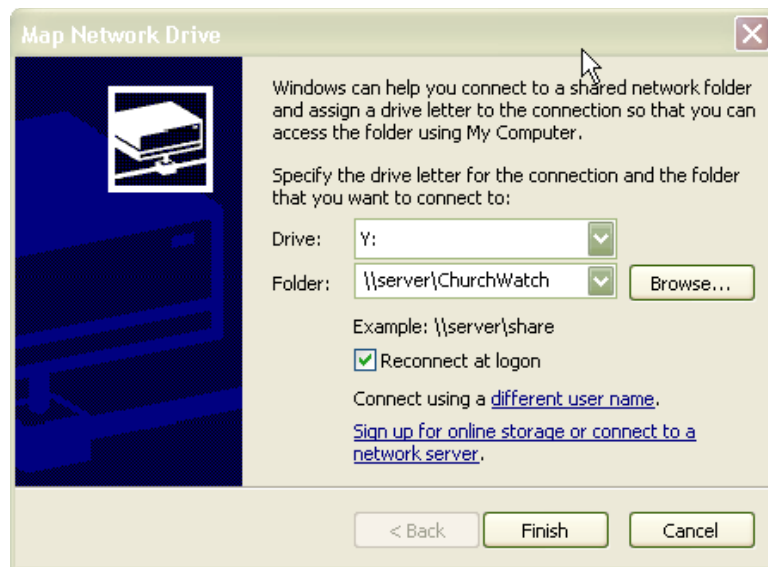 Map Network Drive
Windows can help you connect to a shared network folder
and assign a drive letter to the connection so that you can
access the folder using My Computer.
Specify the drive letter for the connection and the folder
that you want to connect to:
Drive: Y:
Folder: \\server\ChurchWatch Browse...
Example: \\server\share
Reconnect at logon
Connect using a different user name.
Sign up for online storage or connect to a
network server.
< Back Finish Cancel